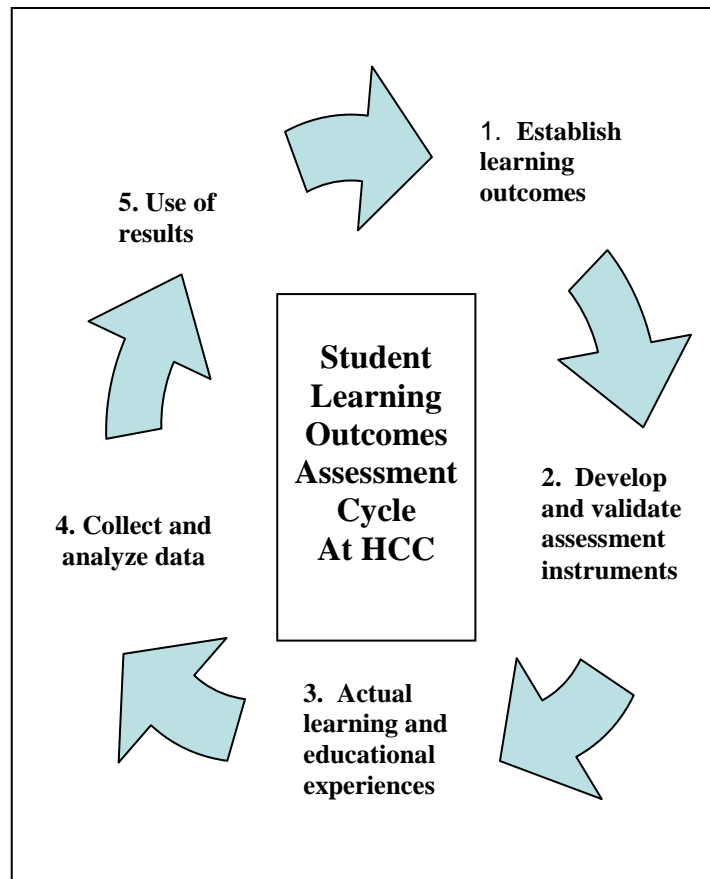 Student
Learning
Outcomes
Assessment
Cycle
At HCC
1. Establish
learning
outcomes
2. Develop
and validate
assessment
instruments
3. Actual
learning and
educational
experiences
4. Collect and
analyze data
5. Use of
results